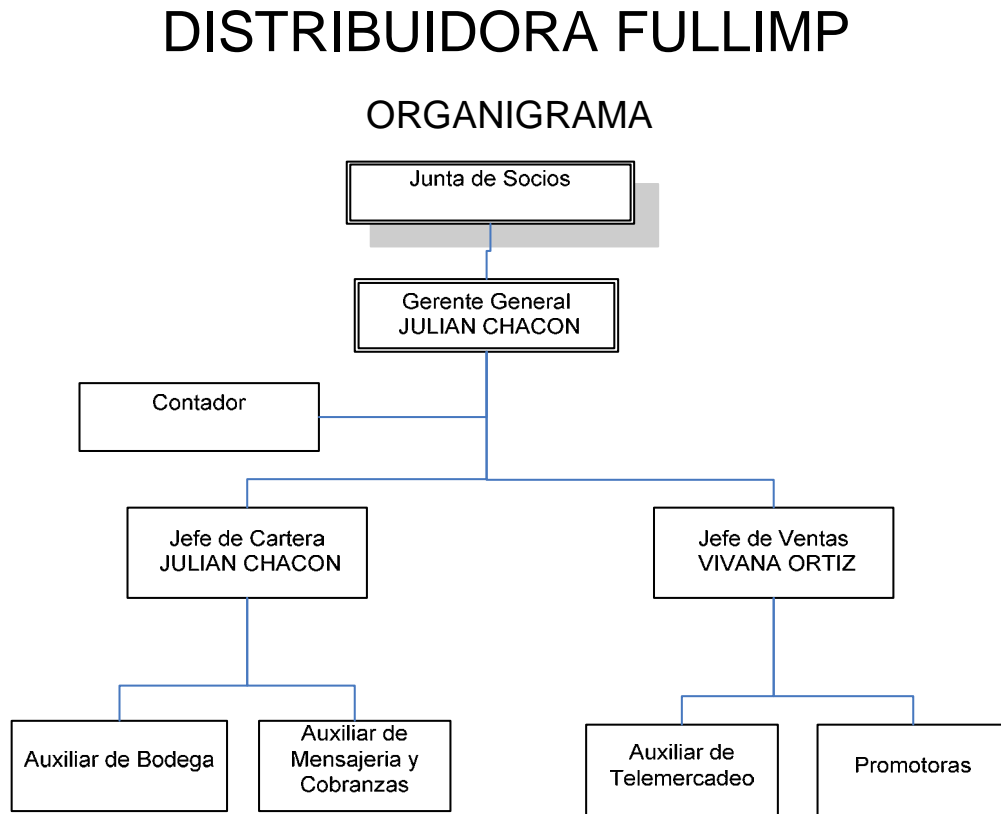 DISTRIBUIDORA FULLIMP
ORGANIGRAMA
Junta de Socios
Gerente General
JULIAN CHACON
Contador
Jefe de Cartera
JULIAN CHACON
Jefe de Ventas
VIVANA ORTIZ
Auxiliar de Bodega
Auxiliar de
Mensajeria y
Cobranzas
Auxiliar de
Telemercadeo
Promotoras